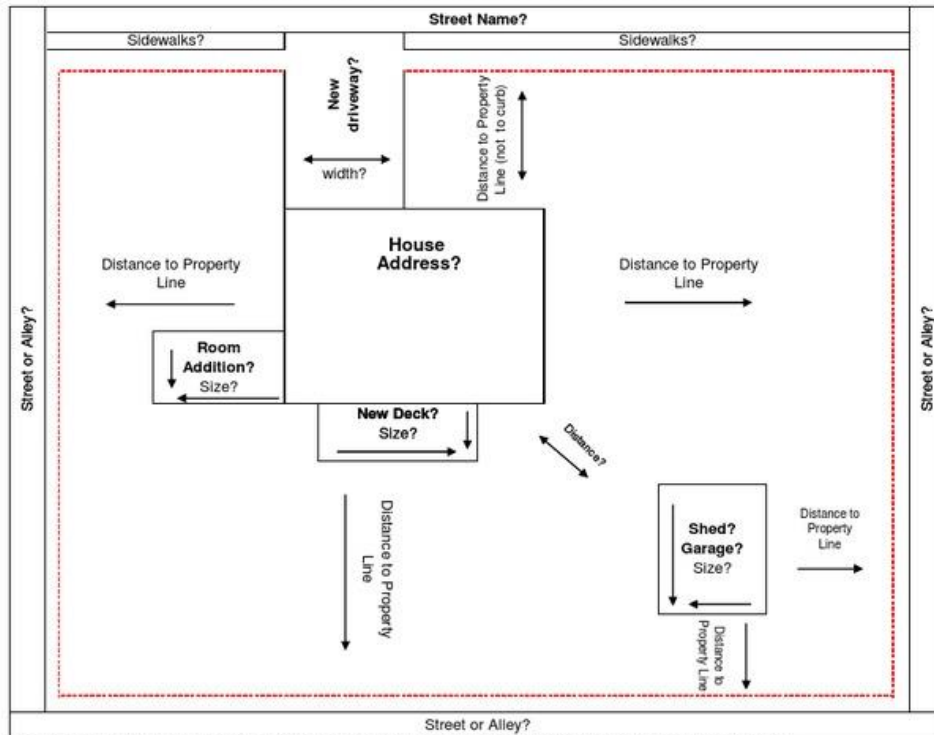 Street Name?
Sidewalks?
Sidewalks?
New
driveway?
width?
Distance to Property
Line (not to curb)
House
Address?
Distance to Property
Line
Distance to Property
Line
Street or Alley?
Street or Alley?
Room
Addition?
Size?
New Deck?
Size?
Distance?
Distance to Property
Line
Shed?
Garage?
Size?
Distance to
Property
Line
Distance to
Property Line
Street or Alley?